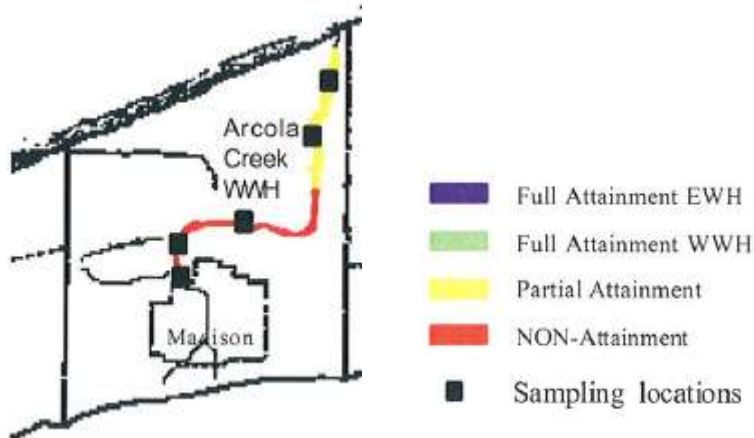 Arcola
Creek
WWH
Madison
Full Attainment EWH
Full Attainment WWH
Partial Attainment
NON-Attainment
Sampling locations